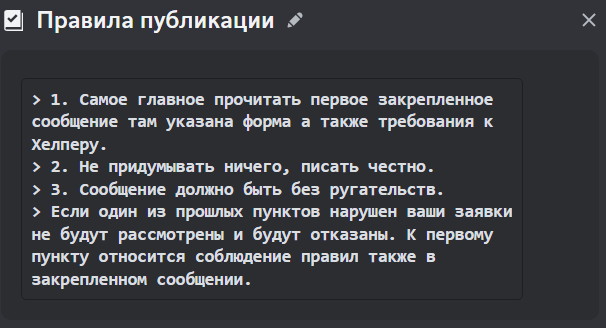 Правила публикации
> 1. Самое главное прочитать первое закрепленное
сообщение там указана форма а также требования к
Хелперу.
> 2. Не придумывать ничего, писать честно.
> 3. Сообщение должно быть без ругательств.
> Если один из прошлых пунктов нарушен ваши заявки
не будут рассмотрены и будут отказаны. К первому
пункту относится соблюдение правил также в
закрепленном сообщении.